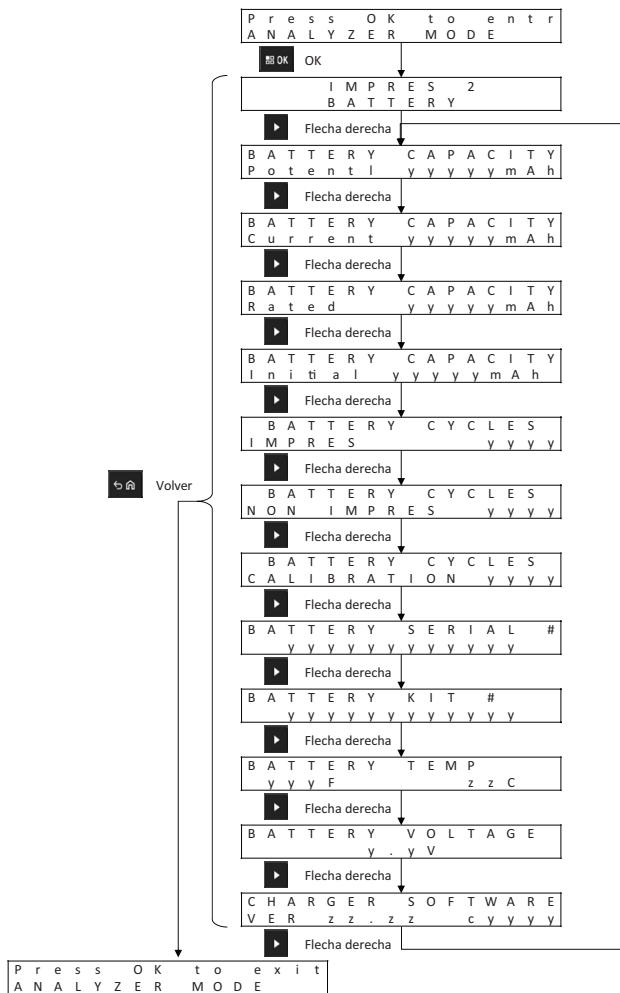 Press OK to entr
ANALYZER MODE
OK OK
IMPRES 2
BATTERY
Flecha derecha
BATTERY CAPACITY
Potentl yyyyymAh
Flecha derecha
BATTERY CAPACITY
Current yyyyymAh
Flecha derecha
BATTERY CAPACITY
Rated yyyyymAh
Flecha derecha
BATTERY CAPACITY
Initial yyyyymAh
Flecha derecha
BATTERY CYCLES
IMPRES yyyy
Flecha derecha
Volver
BATTERY CYCLES
NON IMPRES yyyy
Flecha derecha
BATTERY CYCLES
CALIBRATION yyyy
Flecha derecha
BATTERY SERIAL #
yyyyyyyyyyyy
Flecha derecha
BATTERY KIT #
yyyyyyyyyyyy
Flecha derecha
BATTERY TEMP
yyyF zzC
Flecha derecha
BATTERY VOLTAGE
y.yV
Flecha derecha
CHARGER SOFTWARE
VER zz.zz cyyyy
Flecha derecha
Press OK to exit
ANALYZER MODE